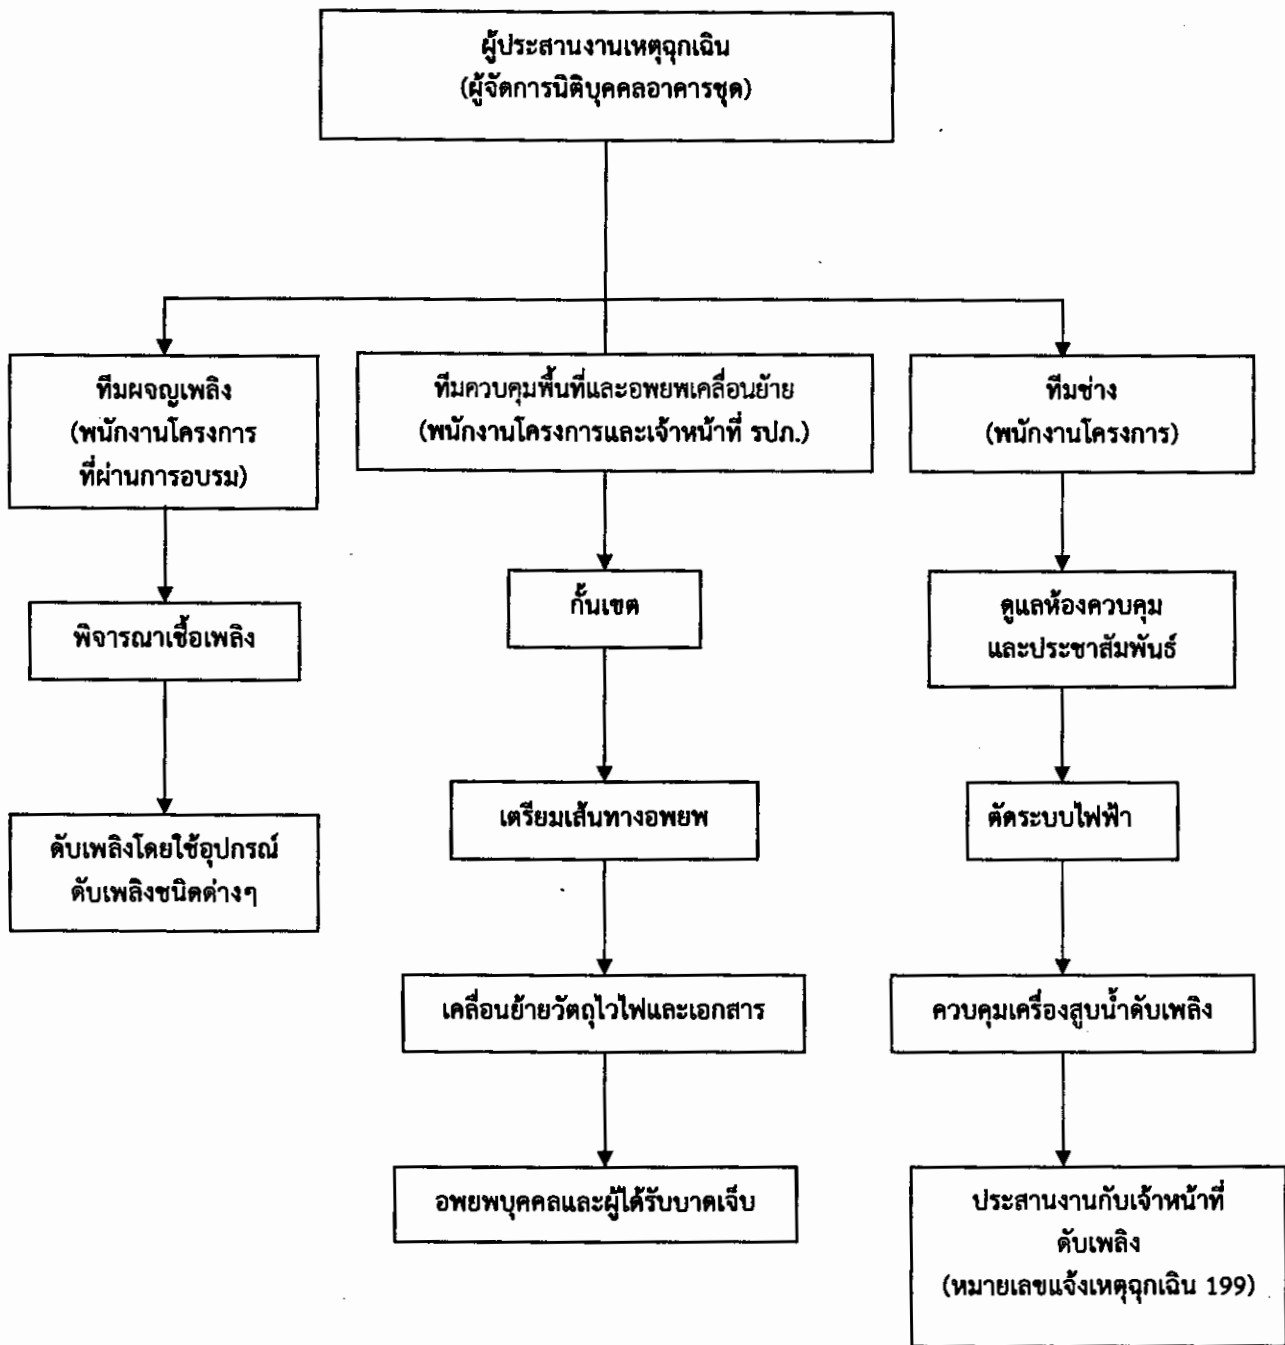 ผู้ประสานงานเหตุฉุกเฉิน
(ผู้จัดการนิติบุคคลอาคารชุด)
ทีมผจญเพลิง
(พนักงานโครงการ
ที่ผ่านการอบรม)
พิจารณาเชื้อเพลิง
ดับเพลิงโดยใช้อุปกรณ์
ดับเพลิงชนิดต่างๆ
ทีมควบคุมพื้นที่และอพยพเคลื่อนย้าย
(พนักงานโครงการและเจ้าหน้าที่ รปภ.)
กั้นเขต
เตรียมเส้นทางอพยพ
เคลื่อนย้ายวัตถุไวไฟและเอกสาร
อพยพบุคคลและผู้ได้รับบาดเจ็บ
ทีมช่าง
(พนักงานโครงการ)
ดูแลห้องควบคุม
และประชาสัมพันธ์
ตัดระบบไฟฟ้า
ควบคุมเครื่องสูบน้ำดับเพลิง
ประสานงานกับเจ้าหน้าที่
ดับเพลิง
(หมายเลขแจ้งเหตุฉุกเฉิน 199)